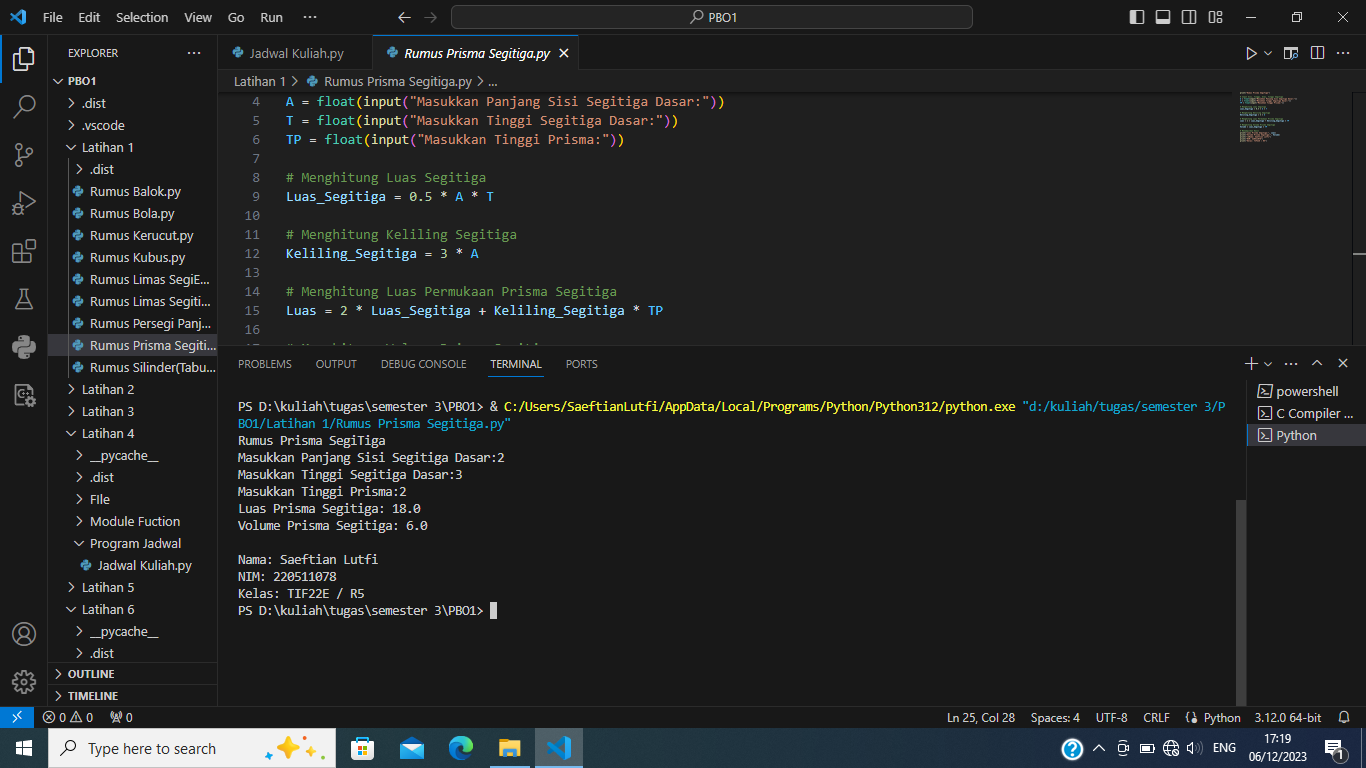 File Edit Selection View Go Run ...
PBO1
EXPLORER
PBO1
.dist
.vscode
Latihan 1
.dist
Rumus Balok.py
Rumus Bola.py
Rumus Kerucut.py
Rumus Kubus.py
Rumus Limas SegiE...
Rumus Limas Segiti...
Rumus Persegi Panj...
Rumus Prisma Segiti...
Rumus Silinder(Tabu...
Latihan 2
Latihan 3
Latihan 4
__pycache__
.dist
FIle
Module Fuction
Program Jadwal
Jadwal Kuliah.py
Latihan 5
Latihan 6
__pycache__
.dist
OUTLINE
TIMELINE
Jadwal Kuliah.py
Rumus Prisma Segitiga.py
Latihan 1 > Rumus Prisma Segitiga.py > ...
4 A = float(input("Masukkan Panjang Sisi Segitiga Dasar:"))
5 T = float(input("Masukkan Tinggi Segitiga Dasar:"))
6 TP = float(input("Masukkan Tinggi Prisma:"))
7
8 # Menghitung Luas Segitiga
9 Luas_Segitiga = 0.5 * A * T
10
11 # Menghitung Keliling Segitiga
12 Keliling_Segitiga = 3 * A
13
14 # Menghitung Luas Permukaan Prisma Segitiga
15 Luas = 2 * Luas_Segitiga + Keliling_Segitiga * TP
16
PROBLEMS OUTPUT DEBUG CONSOLE TERMINAL PORTS
PS D:\kuliah\tugas\semester 3\PBO1> & C:/Users/SaeftianLutfi/AppData/Local/Programs/Python/Python312/python.exe "d:/kuliah/tugas/semester 3/P
BO1/Latihan 1/Rumus Prisma Segitiga.py"
Rumus Prisma SegiTiga
Masukkan Panjang Sisi Segitiga Dasar:2
Masukkan Tinggi Segitiga Dasar:3
Masukkan Tinggi Prisma:2
Luas Prisma Segitiga: 18.0
Volume Prisma Segitiga: 6.0
Nama: Saeftian Lutfi
NIM: 220511078
Kelas: TIF22E / R5
PS D:\kuliah\tugas\semester 3\PBO1>
powershell
C Compiler ...
Python
0 0 0
Ln 25, Col 28 Spaces: 4 UTF-8 CRLF Python 3.12.0 64-bit
Type here to search
ENG
17:19
06/12/2023
1